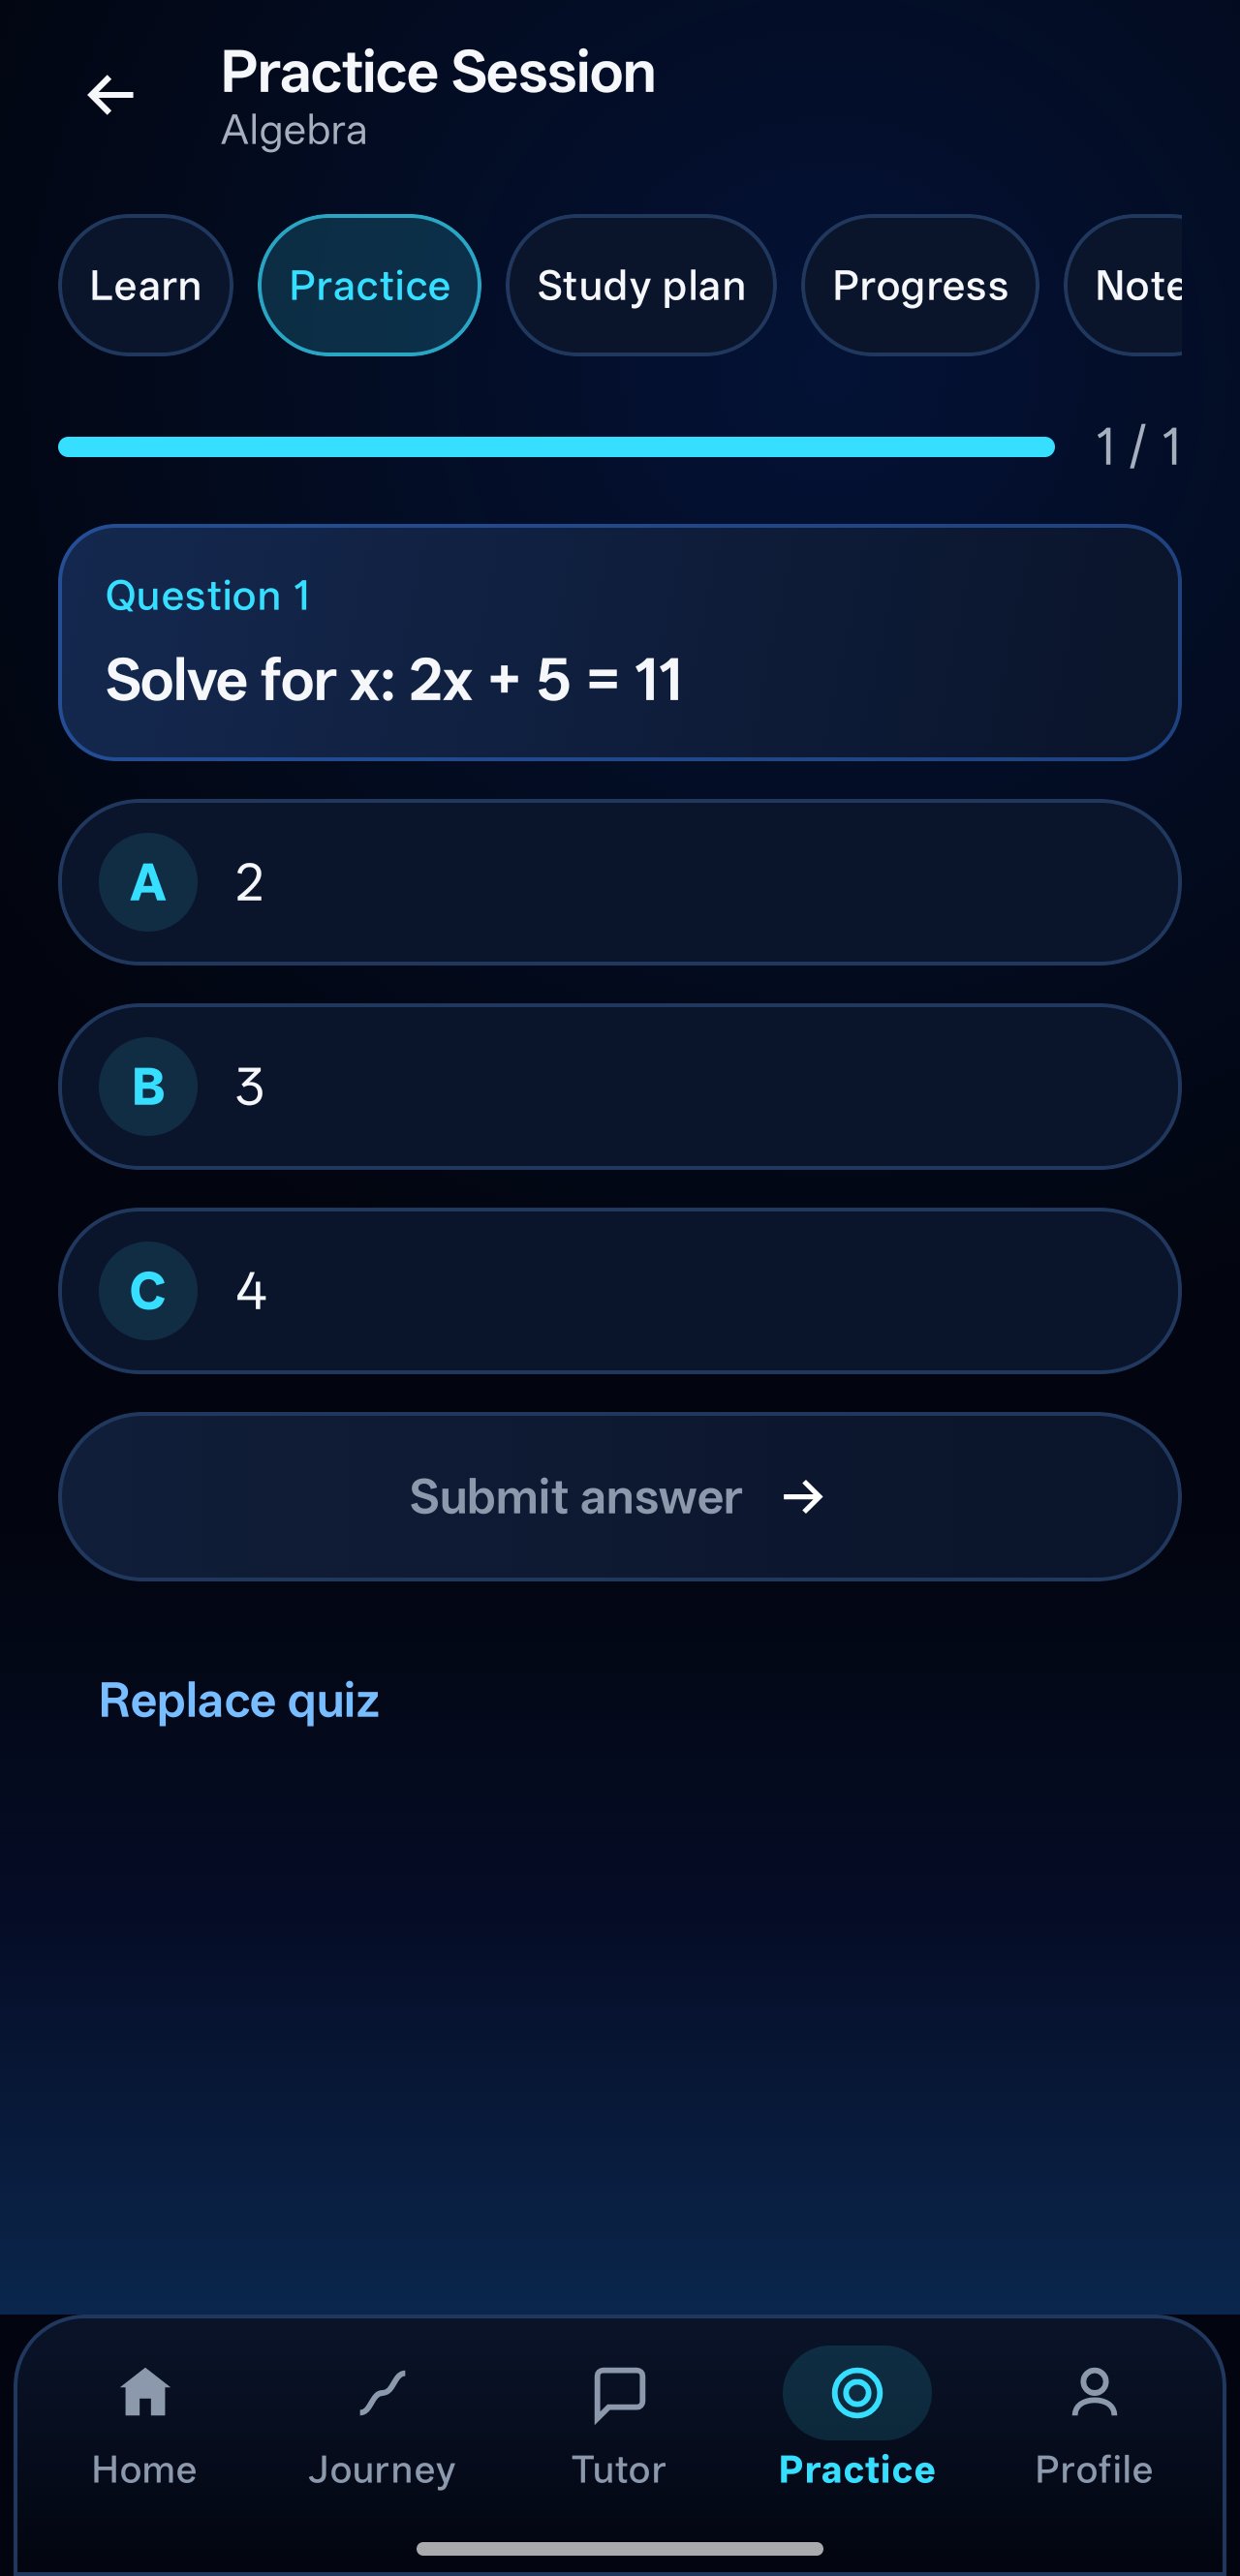 Practice Session
Algebra
Learn Practice Study plan Progress Note
1 / 1
Question 1
Solve for x: 2x + 5 = 11
A 2
B 3
C 4
Submit answer →
Replace quiz
Home Journey Tutor Practice Profile